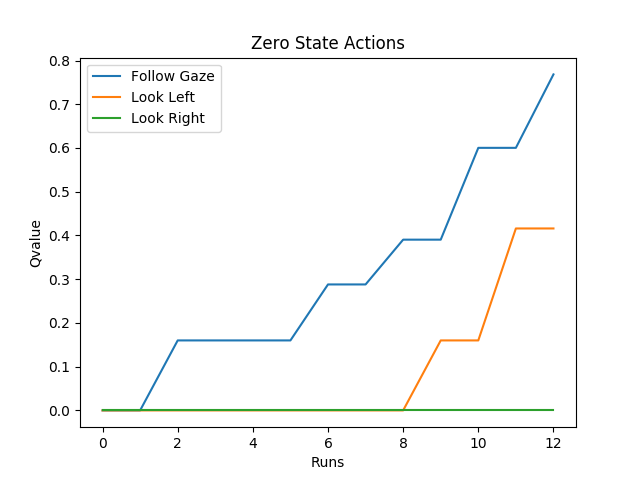 Zero State Actions
Follow Gaze
Look Left
Look Right
0.8
0.7
0.6
0.5
0.4
0.3
0.2
0.1
0.0
Qvalue
0 2 4 6 8 10 12
Runs